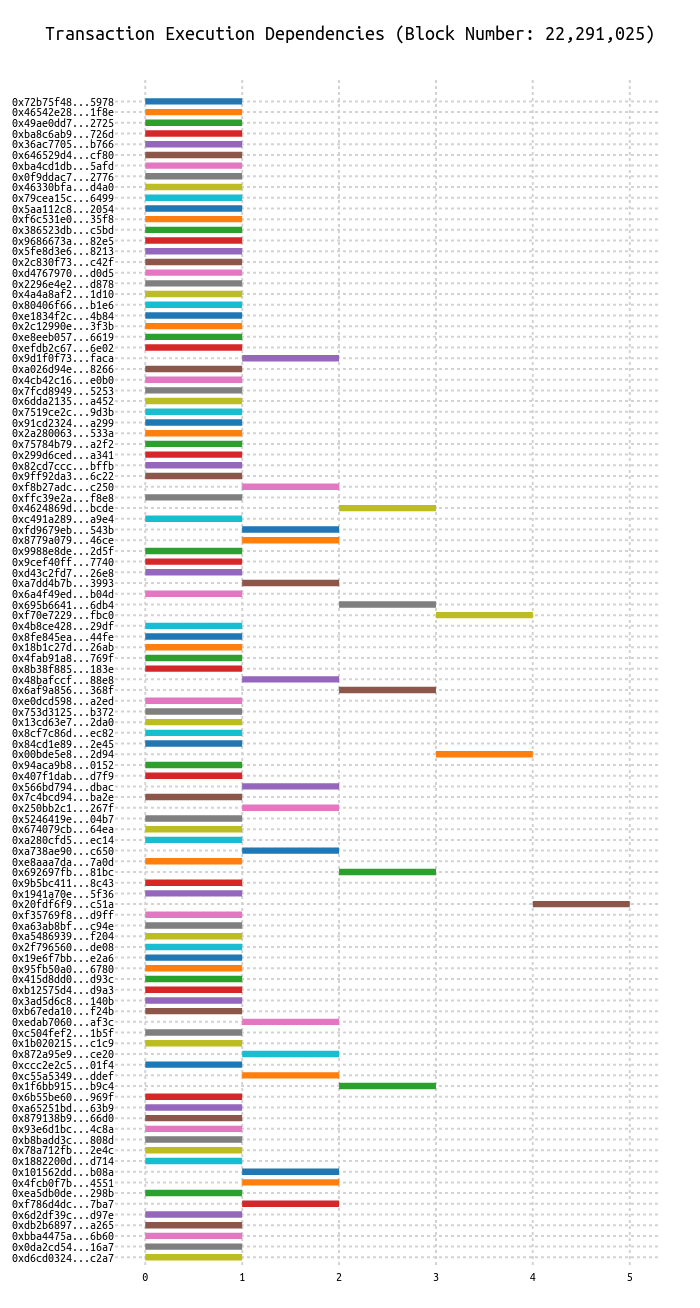 Transaction Execution Dependencies (Block Number: 22,291,025)
0x72b75f48...5978
0x46542e28...1f8e
0x49ae0dd7...2725
0xba8c6ab9...726d
0x36ac7705...b766
0x646529d4...cf80
0xba4cd1db...5afd
0x0f9ddac7...2776
0x46330bfa...d4a0
0x79cea15c...6499
0x5aa112c8...2054
0xf6c531e0...35f8
0x386523db...c5bd
0x9686673a...82e5
0x5fe8d3e6...8213
0x2c830f73...c42f
0xd4767970...d0d5
0x2296e4e2...d878
0x4a4a8af2...1d10
0x80406f66...b1e6
0xe1834f2c...4b84
0x2c12990e...3f3b
0xe8eeb057...6619
0xefdb2c67...6e02
0x9d1f0f73...faca
0xa026d94e...8266
0x4cb42c16...e0b0
0x7fcd8949...5253
0x6dda2135...a452
0x7519ce2c...9d3b
0x91cd2324...a299
0x2a280063...533a
0x75784b79...a2f2
0x299d6ced...a341
0x82cd7ccc...bffb
0x9ff92da3...6c22
0xf8b27adc...c250
0xffc39e2a...f8e8
0x4624869d...bcde
0xc491a289...a9e4
0xfd9679eb...543b
0x8779a079...46ce
0x9988e8de...2d5f
0x9cef40ff...7740
0xd43c2fd7...26e8
0xa7dd4b7b...3993
0x6a4f49ed...b04d
0x695b6641...6db4
0xf70e7229...fbc0
0x4b8ce428...29df
0x8fe845ea...44fe
0x18b1c27d...26ab
0x4fab91a8...769f
0x8b38f885...183e
0x48bafccf...88e8
0x6af9a856...368f
0xe0dcd598...a2ed
0x753d3125...b372
0x13cd63e7...2da0
0x8cf7c86d...ec82
0x84cd1e89...2e45
0x00bde5e8...2d94
0x94aca9b8...0152
0x407f1dab...d7f9
0x566bd794...dbac
0x7c4bcd94...ba2e
0x250bb2c1...267f
0x5246419e...04b7
0x674079cb...64ea
0xa280cfd5...ec14
0xa738ae90...c650
0xe8aaa7da...7a0d
0x692697fb...81bc
0x9b5bc411...8c43
0x1941a70e...5f36
0x20fdf6f9...c51a
0xf35769f8...d9ff
0xa63ab8bf...c94e
0xa5486939...f204
0x2f796560...de08
0x19e6f7bb...e2a6
0x95fb50a0...6780
0x415d8dd0...d93c
0xb12575d4...d9a3
0x3ad5d6c8...140b
0xb67eda10...f24b
0xedab7060...af3c
0xc504fef2...1b5f
0x1b020215...c1c9
0x872a95e9...ce20
0xccc2e2c5...01f4
0xc55a5349...ddef
0x1f6bb915...b9c4
0x6b55be60...969f
0xa65251bd...63b9
0x879138b9...66d0
0x93e6d1bc...4c8a
0xb8badd3c...808d
0x78a712fb...2e4c
0x1882200d...d714
0x101562dd...b08a
0x4fcb0f7b...4551
0xea5db0de...298b
0xf786d4dc...7ba7
0x6d2df39c...d97e
0xdb2b6897...a265
0xbba4475a...6b60
0x0da2cd54...16a7
0xd6cd0324...c2a7
0 1 2 3 4 5